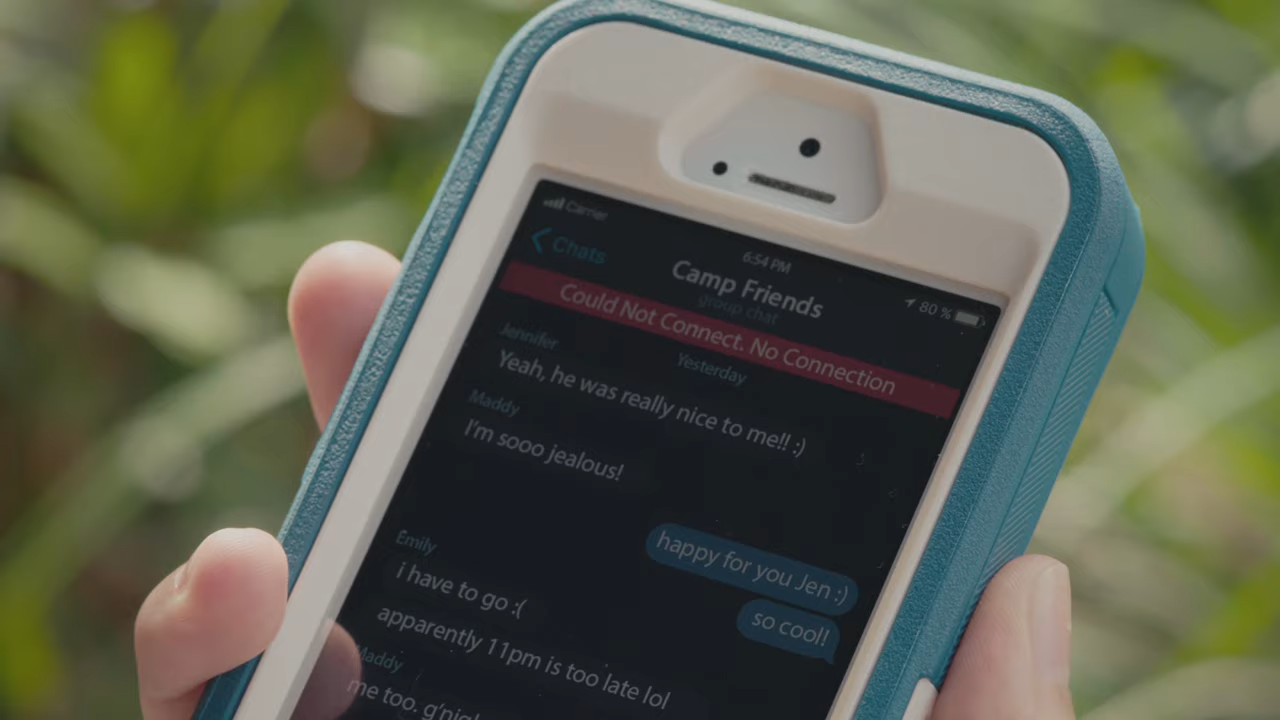 Carrier
6:54 PM
80 %
Chats
Camp Friends
group chat
Could Not Connect. No Connection
Yesterday
Jennifer
Yeah, he was really nice to me!! :)
Maddy
I'm sooo jealous!
happy for you Jen :)
so cool!
Emily
i have to go :(
apparently 11pm is too late lol
Maddy
me too.